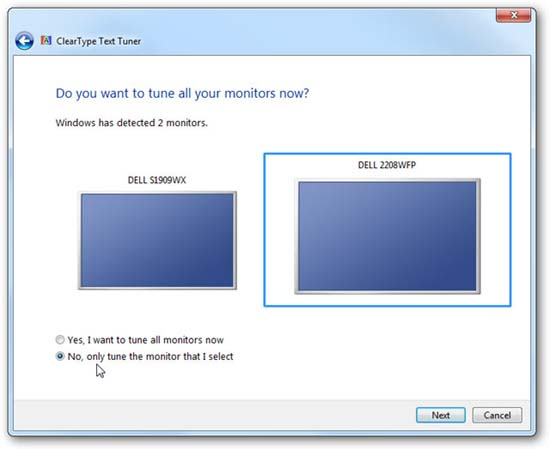 ClearType Text Tuner
Do you want to tune all your monitors now?
Windows has detected 2 monitors.
DELL S1909WX
DELL 2208WFP
Yes, I want to tune all monitors now
No, only tune the monitor that I select
Next
Cancel